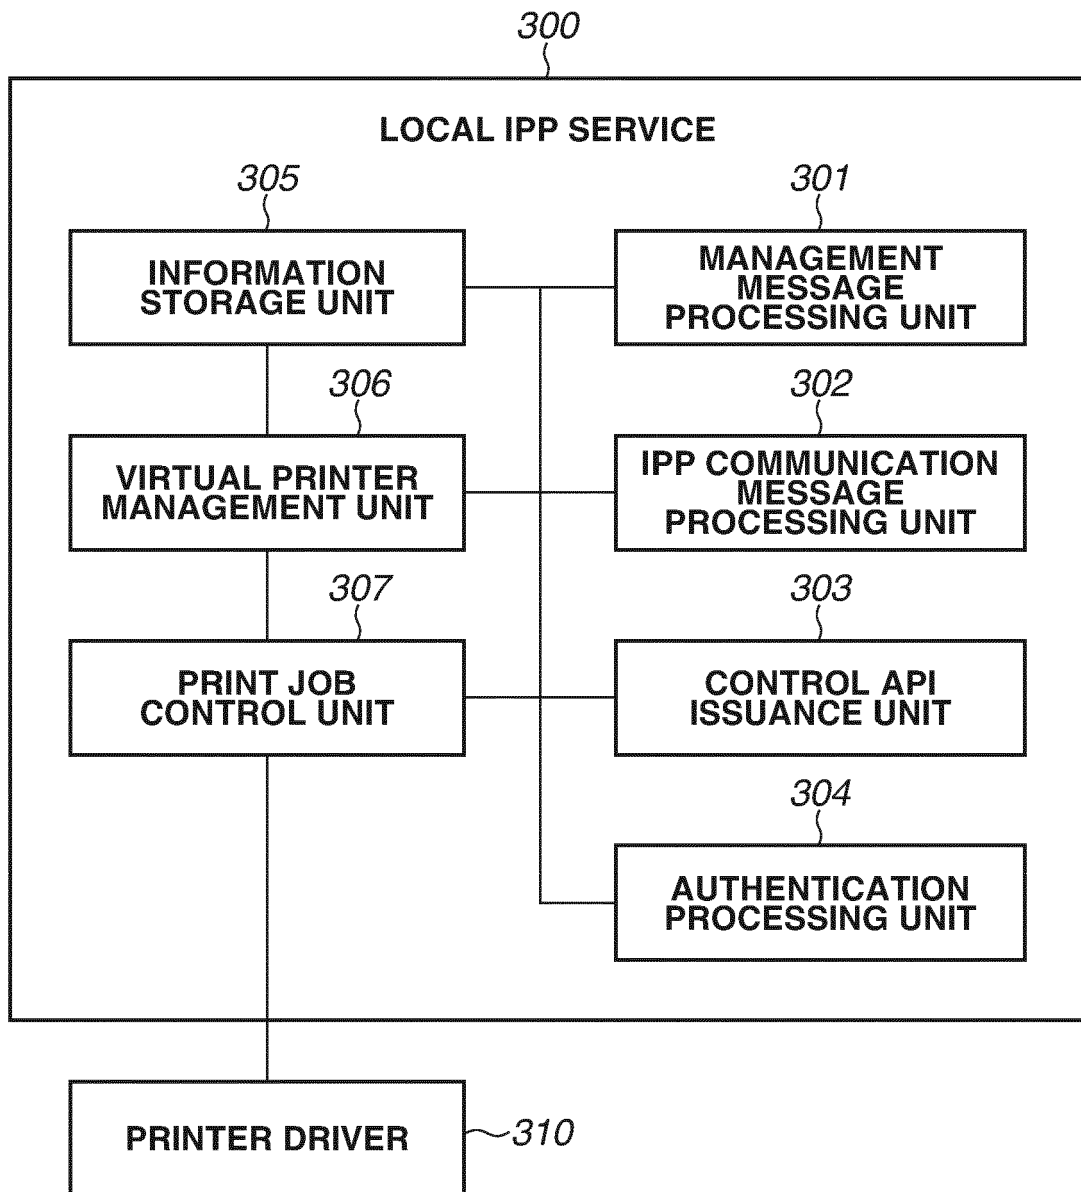 300
LOCAL IPP SERVICE
305
INFORMATION
STORAGE UNIT
301
MANAGEMENT
MESSAGE
PROCESSING UNIT
306
VIRTUAL PRINTER
MANAGEMENT UNIT
302
IPP COMMUNICATION
MESSAGE
PROCESSING UNIT
307
PRINT JOB
CONTROL UNIT
303
CONTROL API
ISSUANCE UNIT
304
AUTHENTICATION
PROCESSING UNIT
PRINTER DRIVER
310